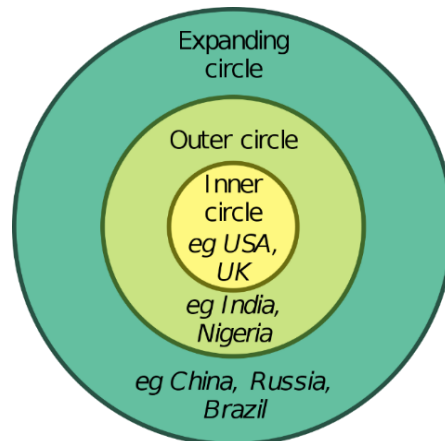 Expanding
circle
Outer circle
Inner
circle
eg USA,
UK
eg India,
Nigeria
eg China, Russia,
Brazil